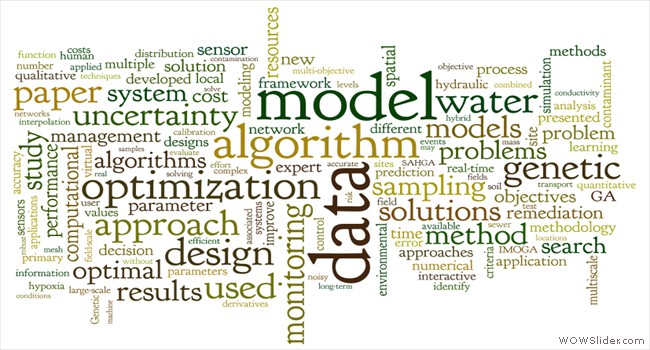 function
costs
human
distribution
sensor
contamination
resources
new
spatial
objective
process
methods
number
applied
multiple
solution
modeling
multi-objective
framework
levels
hydraulic
combined
simulation
conductivity
contaminant
qualitative
techniques
developed
local
solve
model
water
hybrid
analysis
networks
paper
system
cost
interpolation
uncertainty
calibration
network
different
models
events
mass
site
presented
problem
learning
accuracy
study
management
designs
algorithm
may
problems
performance
computational
virtual
samples
algorithms
evaluate
effort
expert
accurate
sites
SAHGA
real-time
genetic
real
solving
complex
data
risk
prediction
fields
soil
transport
quantitative
sensors
applications
optimization
sampling
objectives
GA
robust
user
values
parameter
associated
systems
improve
control
field
solutions
test
remediation
mesh
field-scale
approach
efficient
monitoring
environmental
available
sewer
time
method
methodology
locations
primary
decision
without
design
error
criteria
search
information
optimal
parameters
approaches
IMOGA
multiscale
hypoxia
large-scale
results
used
noisy
numerical
application
conditions
Genetic
machine
derivatives
long-term
interactive
identify
WOWSlider.com